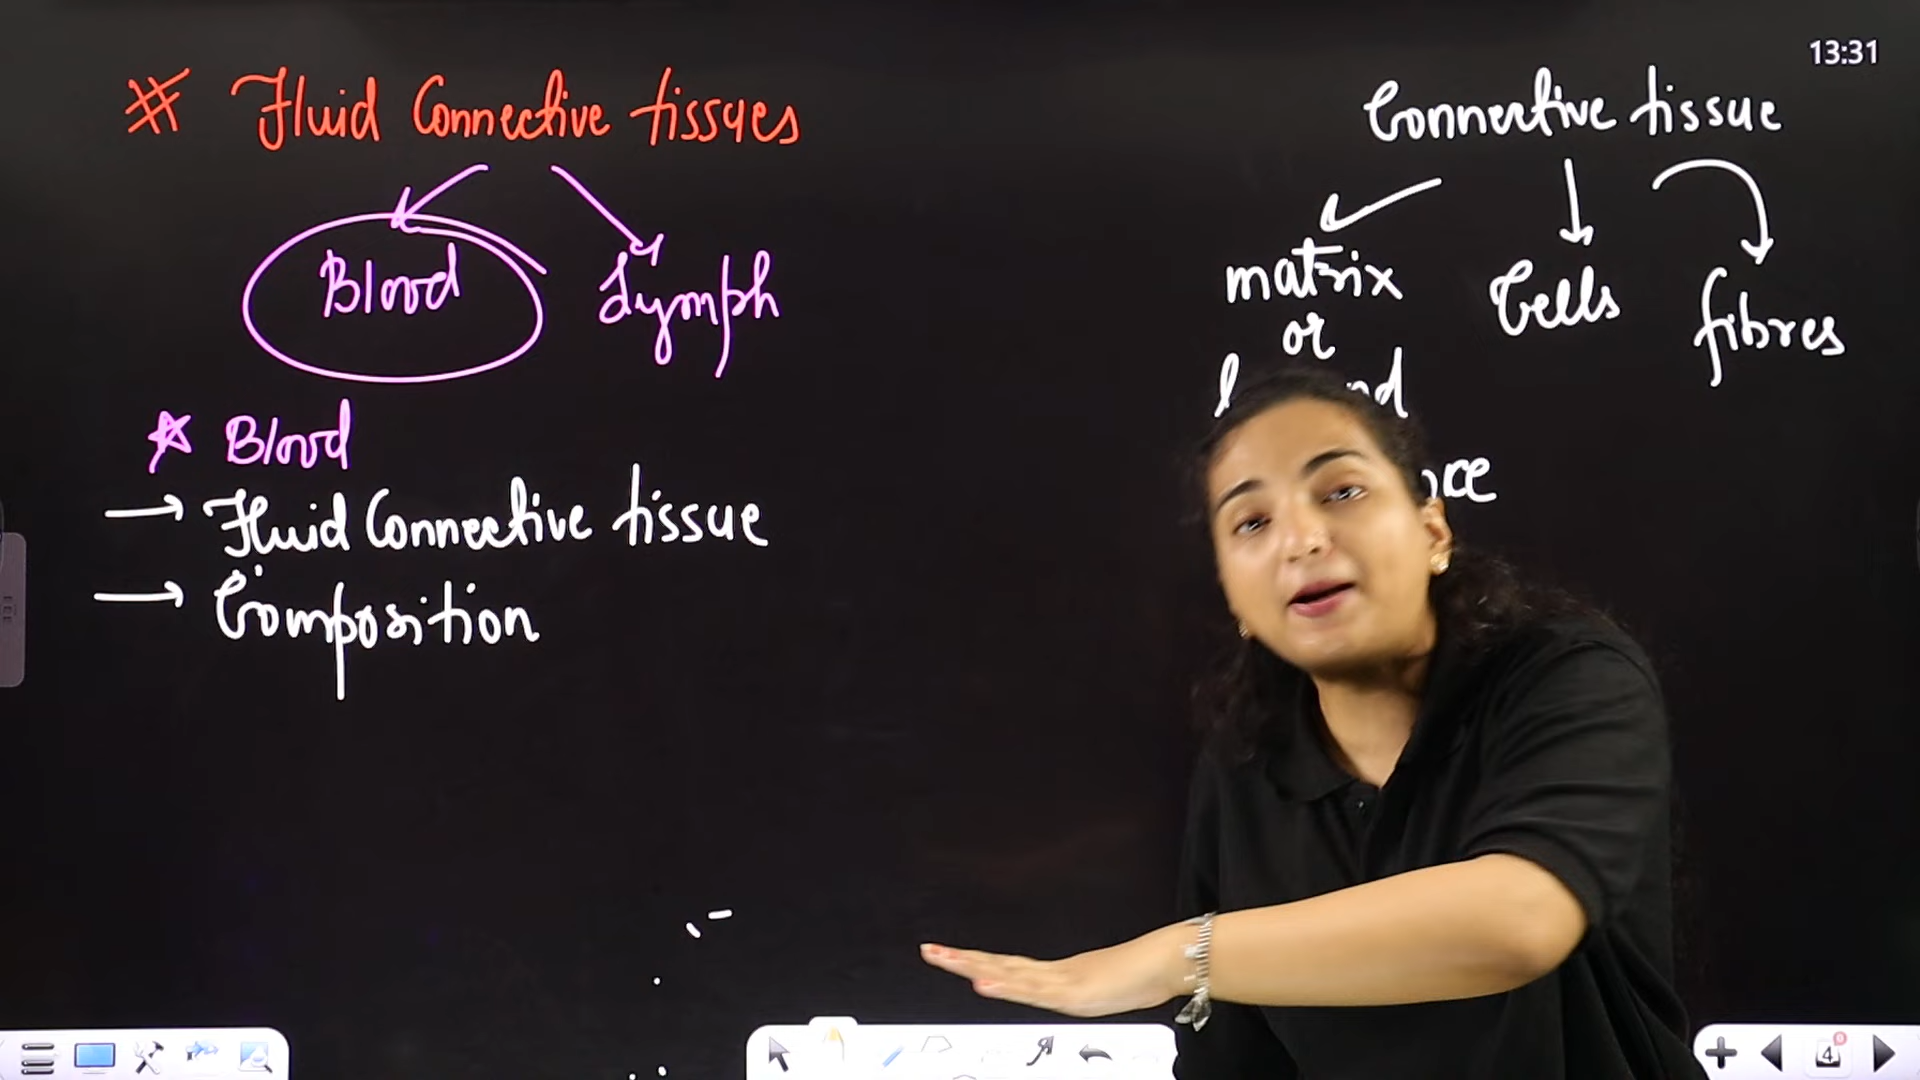 13:31
# Fluid Connective tissues
Blood Lymph
☆ Blood
→ Fluid Connective tissue
→ Composition
Connective tissue
matrix Cells fibres
or
4